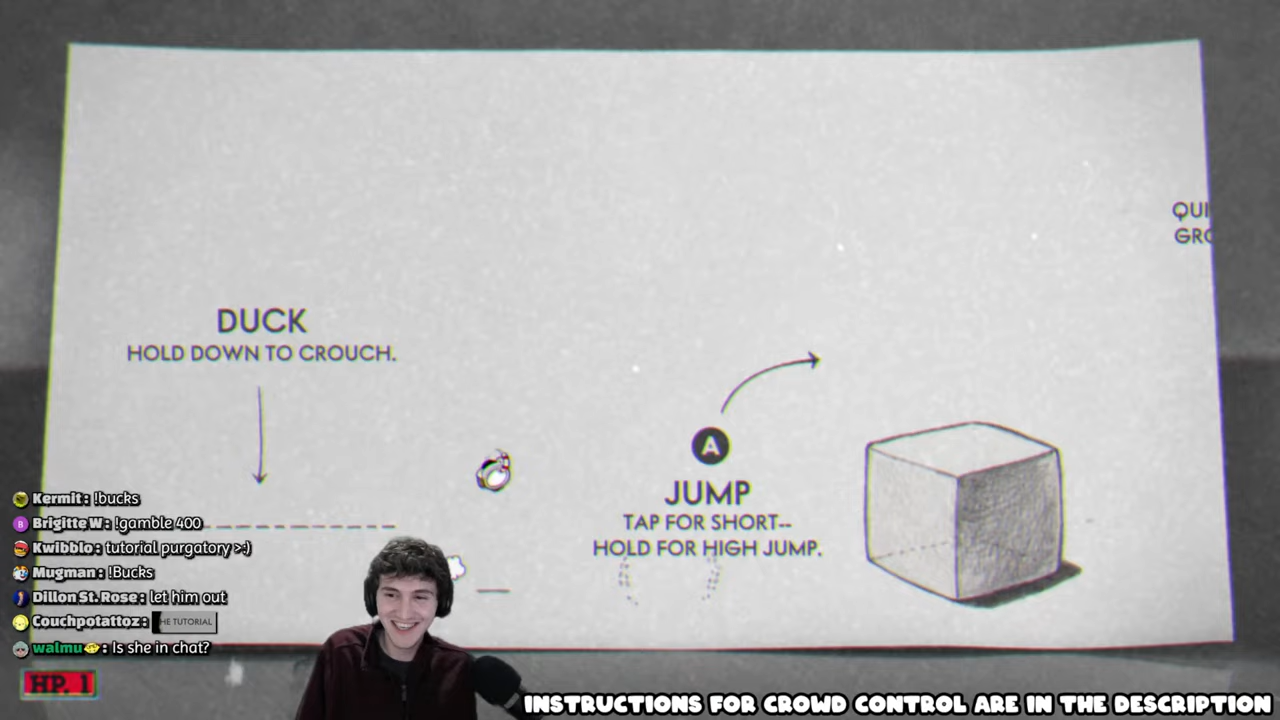 QUI
GRO
DUCK
HOLD DOWN TO CROUCH.
A
JUMP
TAP FOR SHORT--
HOLD FOR HIGH JUMP.
Kermit: !bucks
Brigitte W: !gamble 400
Kwibblo: tutorial purgatory >:)
Mugman: !Bucks
Dillon St. Rose: let him out
Couchpotattoz: HE TUTORIAL
walmu: Is she in chat?
HP. 1
INSTRUCTIONS FOR CROWD CONTROL ARE IN THE DESCRIPTION